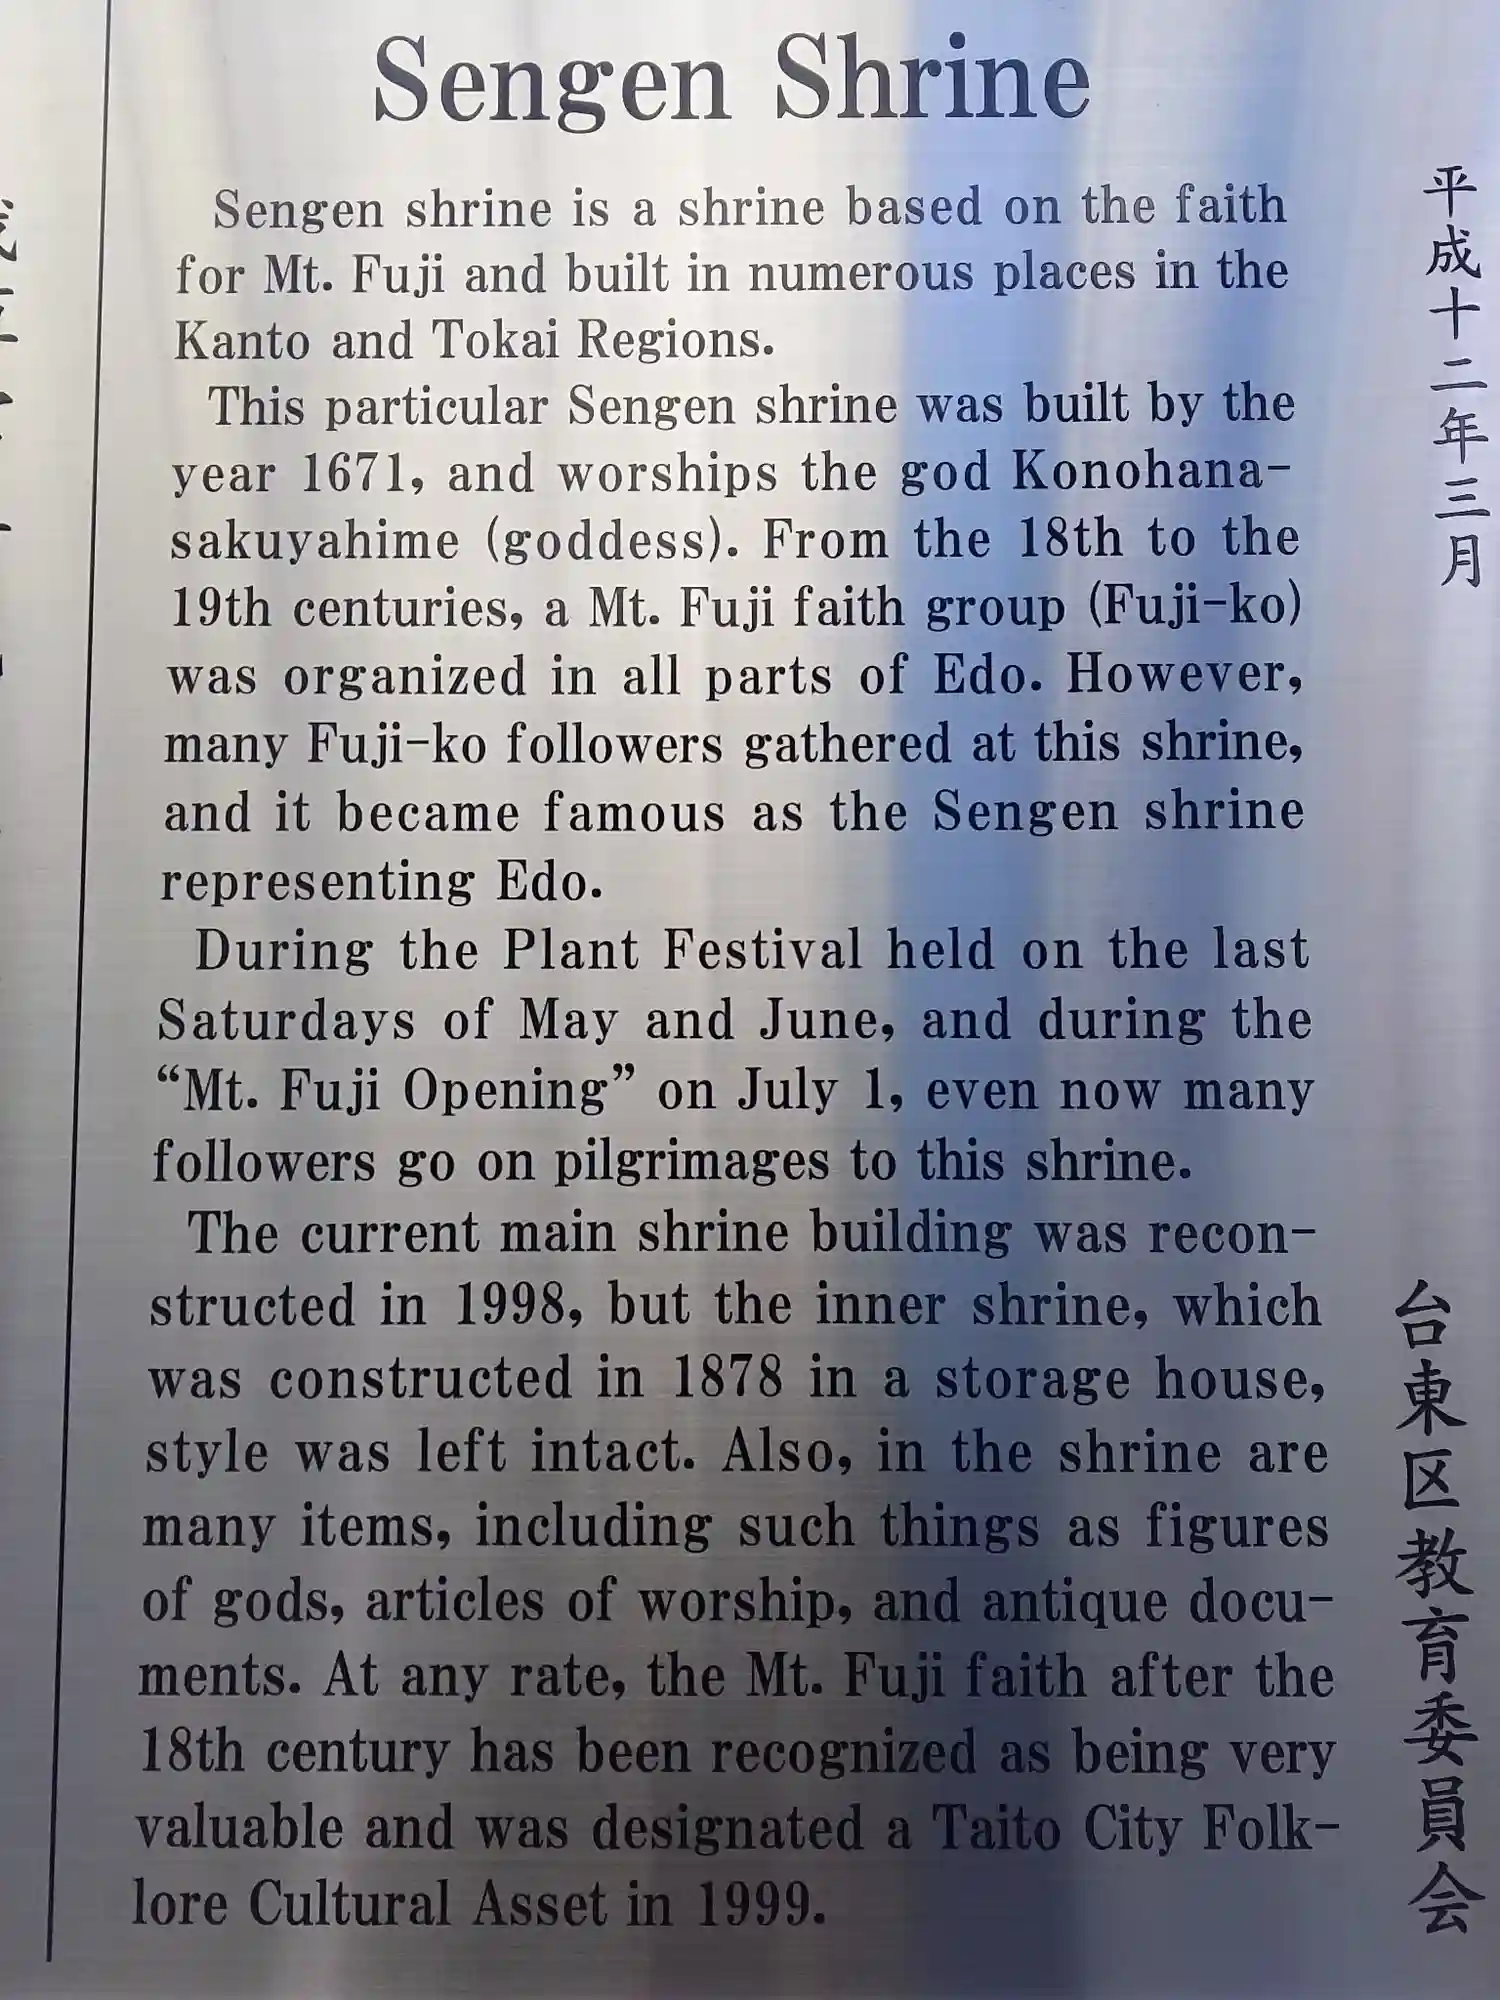 Sengen Shrine
Sengen shrine is a shrine based on the faith
for Mt. Fuji and built in numerous places in the
Kanto and Tokai Regions.
This particular Sengen shrine was built by the
year 1671, and worships the god Konohana-
sakuyahime (goddess). From the 18th to the
19th centuries, a Mt. Fuji faith group (Fuji-ko)
was organized in all parts of Edo. However,
many Fuji-ko followers gathered at this shrine,
and it became famous as the Sengen shrine
representing Edo.
During the Plant Festival held on the last
Saturdays of May and June, and during the
“Mt. Fuji Opening” on July 1, even now many
followers go on pilgrimages to this shrine.
The current main shrine building was recon-
structed in 1998, but the inner shrine, which
was constructed in 1878 in a storage house,
style was left intact. Also, in the shrine are
many items, including such things as figures
of gods, articles of worship, and antique docu-
ments. At any rate, the Mt. Fuji faith after the
18th century has been recognized as being very
valuable and was designated a Taito City Folk-
lore Cultural Asset in 1999.
平成十二年三月
台東区教育委員会